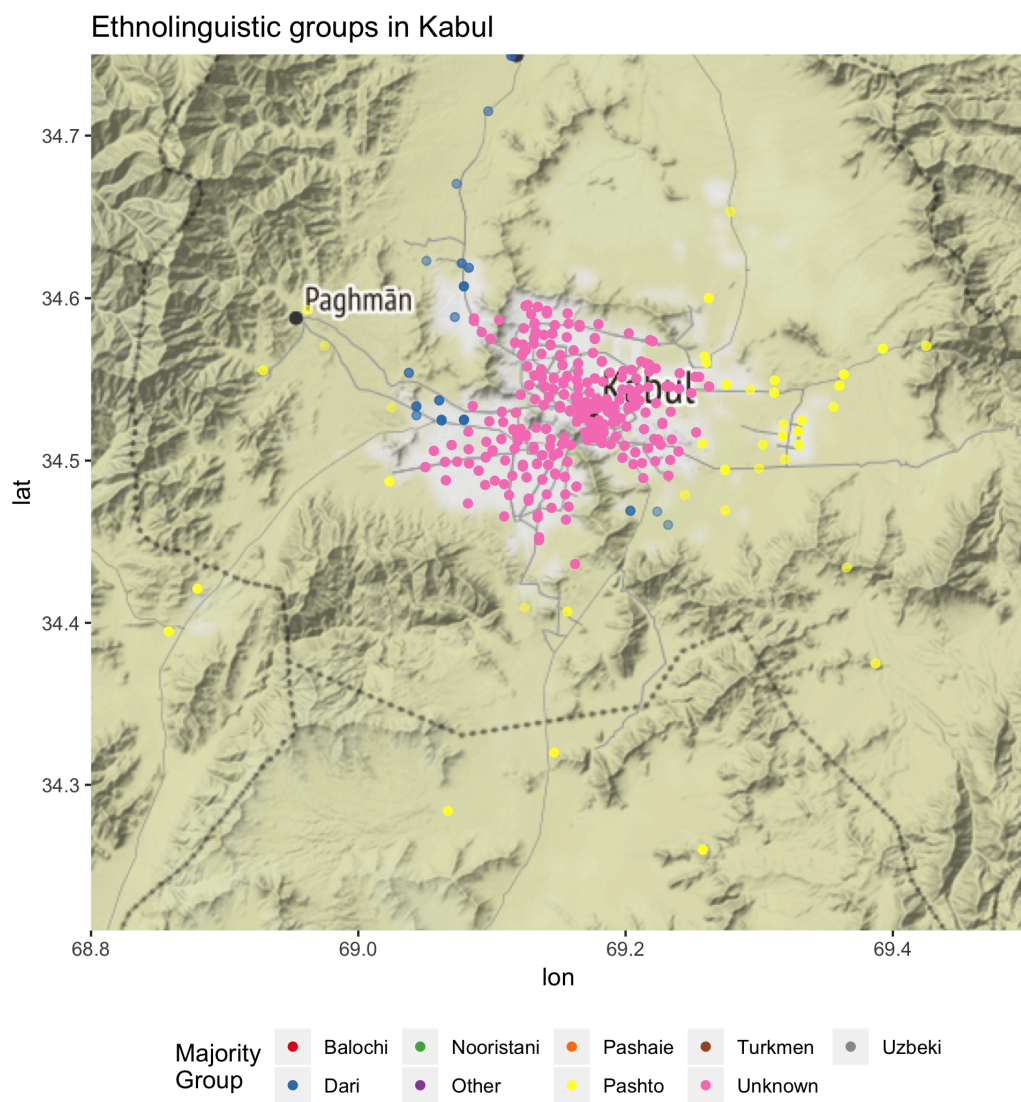 Ethnolinguistic groups in Kabul
34.7
34.6
34.5
34.4
34.3
lat
Paghmān
Kabul
68.8 69.0 69.2 69.4
lon
Majority Group
Balochi Nooristani Pashaie Turkmen Uzbeki
Dari Other Pashto Unknown